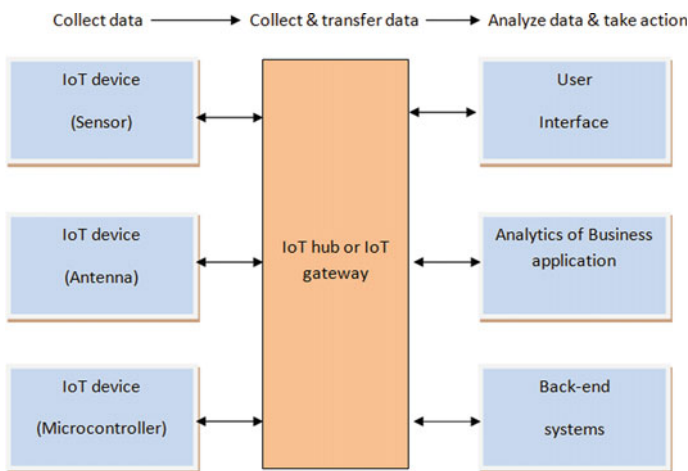 Collect data
Collect & transfer data
Analyze data & take action
IoT device
(Sensor)
IoT device
(Antenna)
IoT device
(Microcontroller)
IoT hub or IoT
gateway
User
Interface
Analytics of Business
application
Back-end
systems